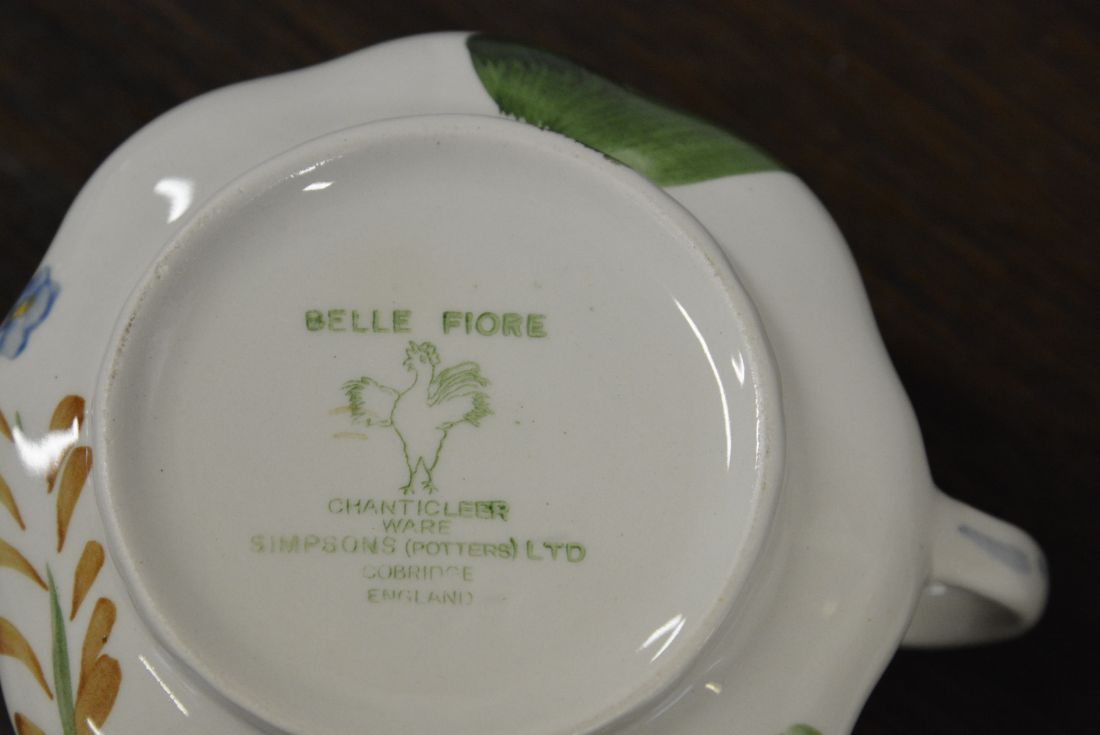 BELLE FIORE
CHANTICLEER
WARE
SIMPSONS (POTTERS) LTD
COBRIDGE
ENGLAND